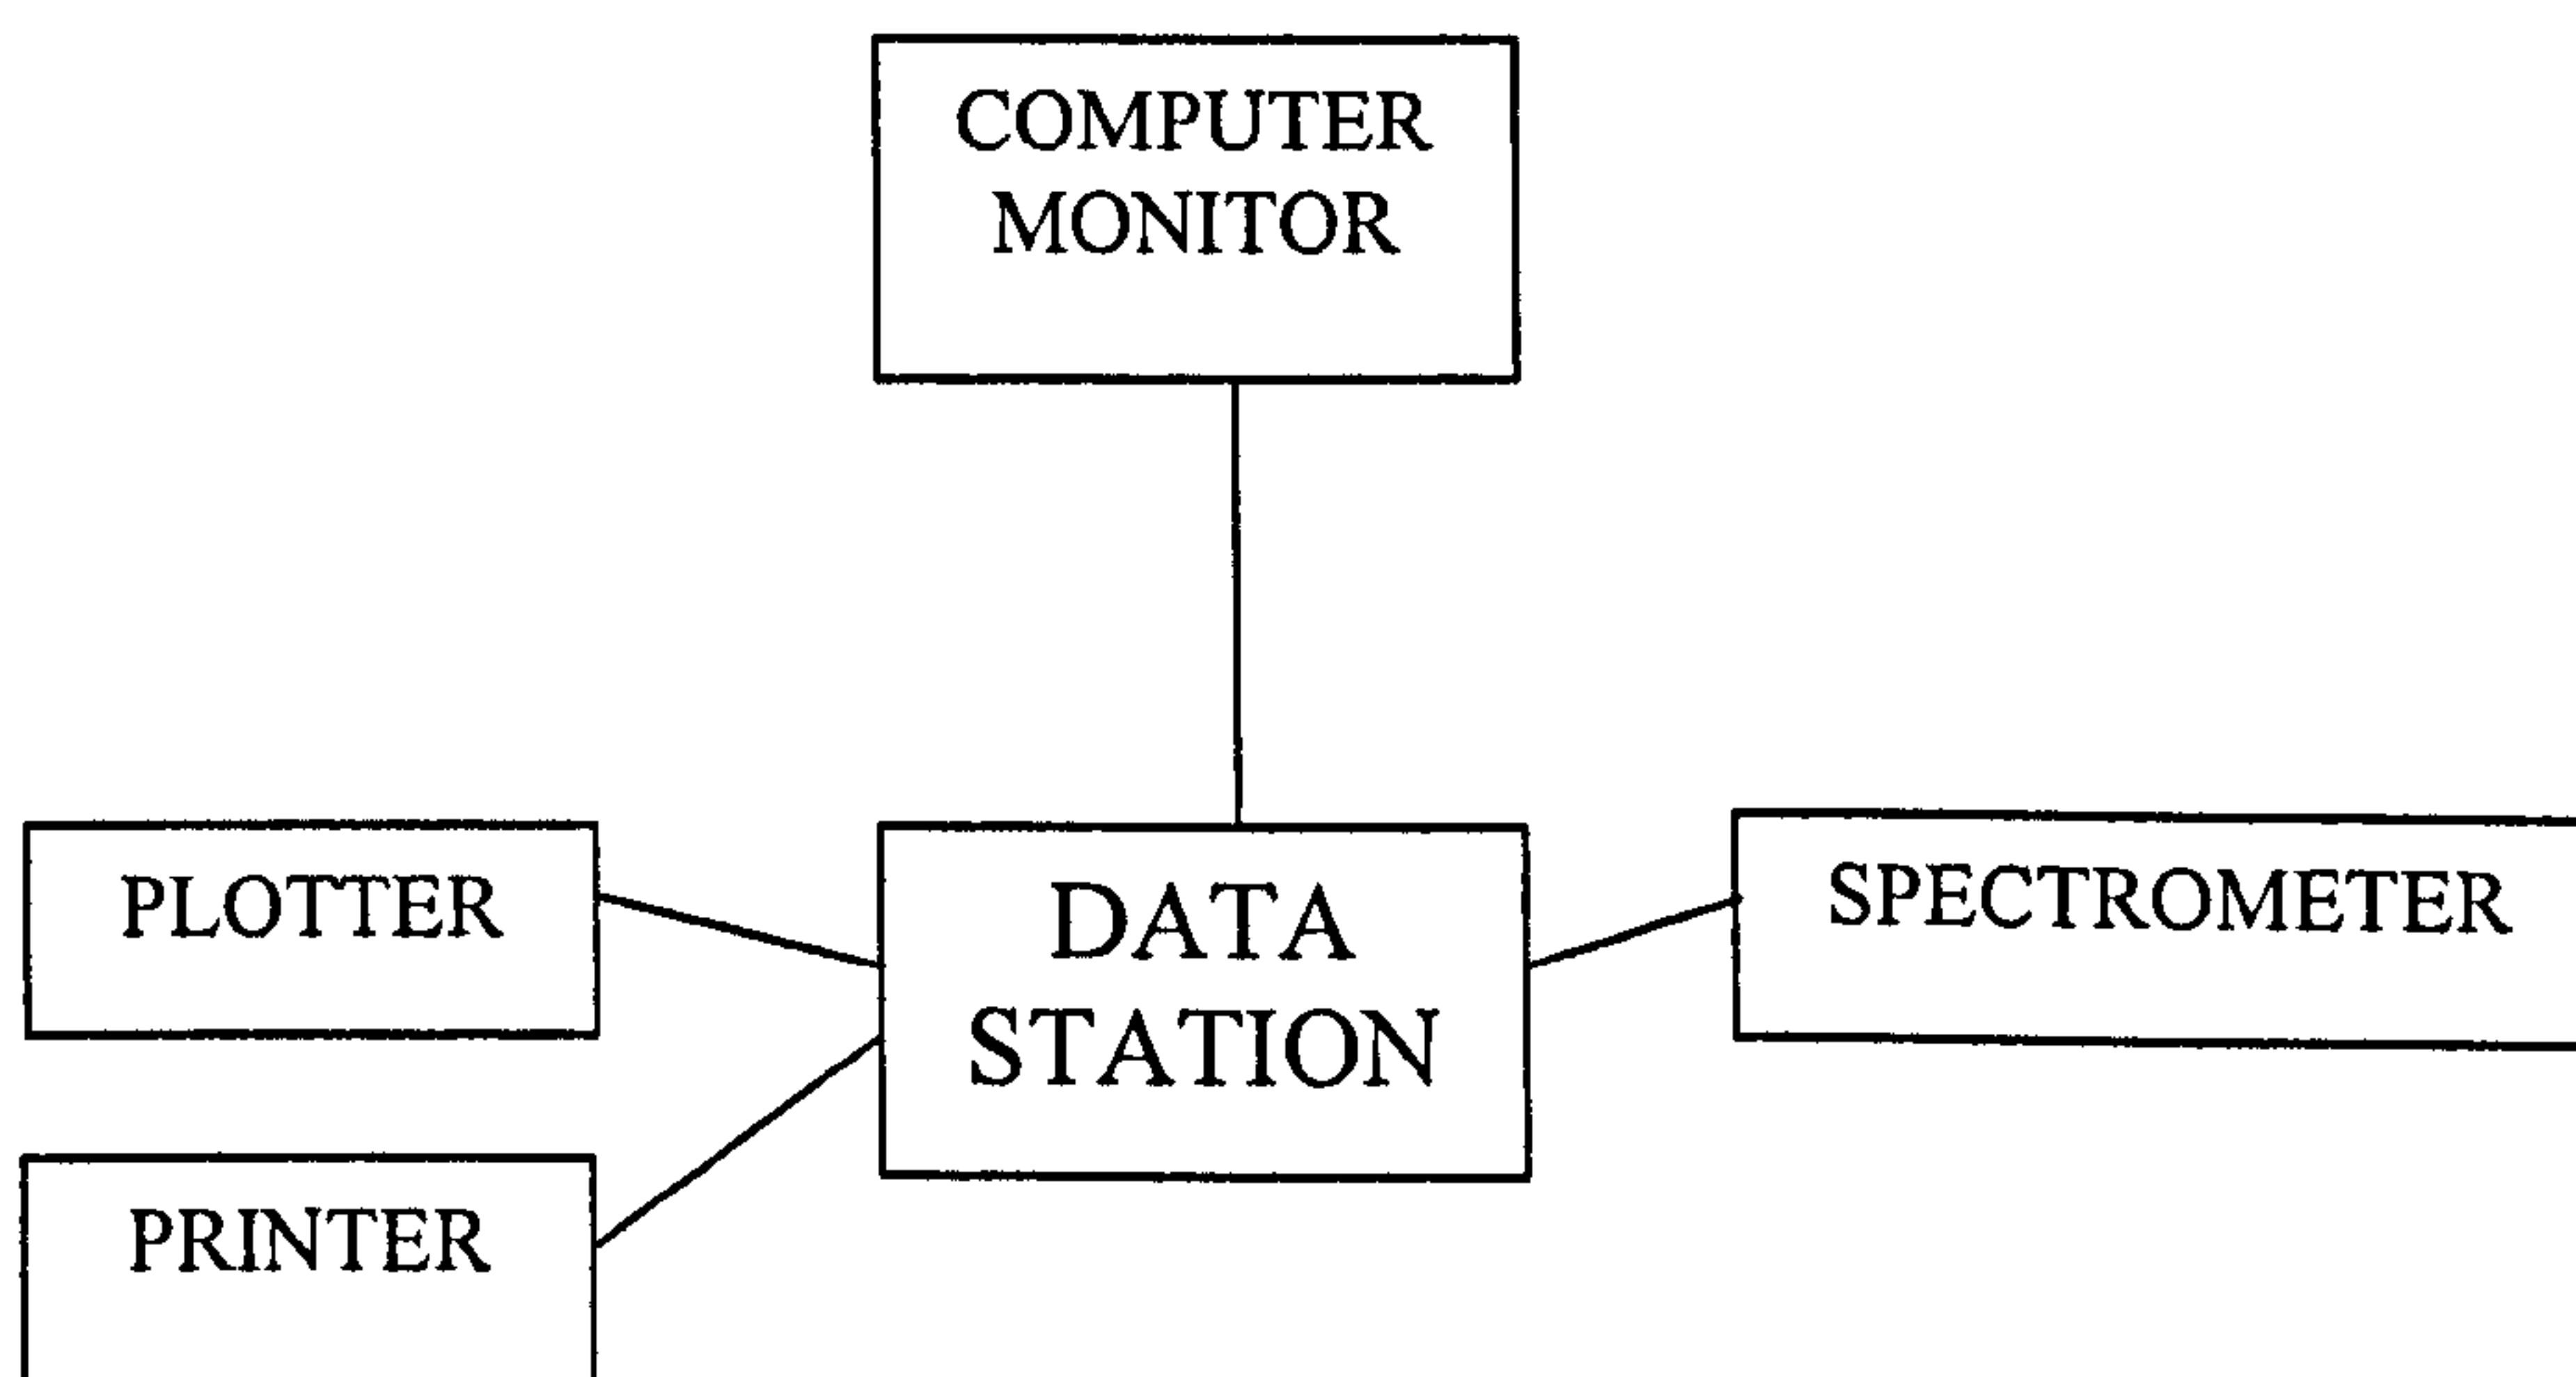 COMPUTER
MONITOR
PLOTTER
DATA
STATION
SPECTROMETER
PRINTER